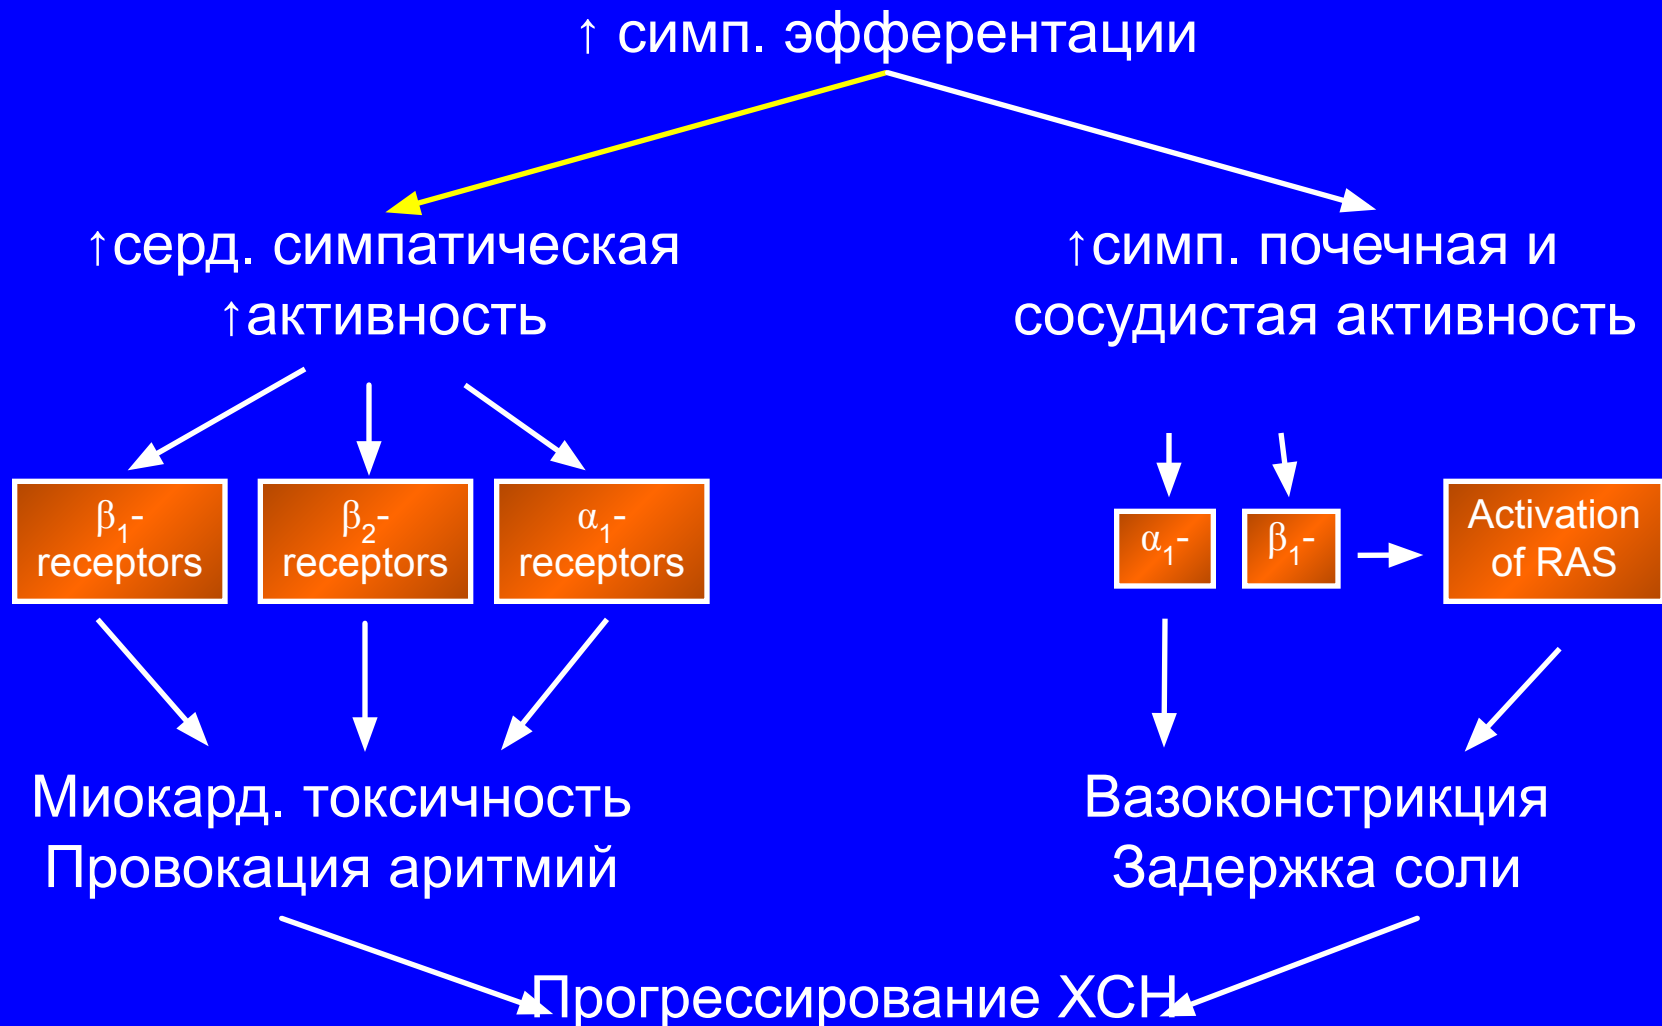 ↑ симп. эфферентации
↑серд. симпатическая
↑активность
↑симп. почечная и
сосудистая активность
β1-
receptors
β2-
receptors
α1-
receptors
α1-
β1-
Activation
of RAS
Миокард. токсичность
Провокация аритмий
Вазоконстрикция
Задержка соли
Прогрессирование ХСН